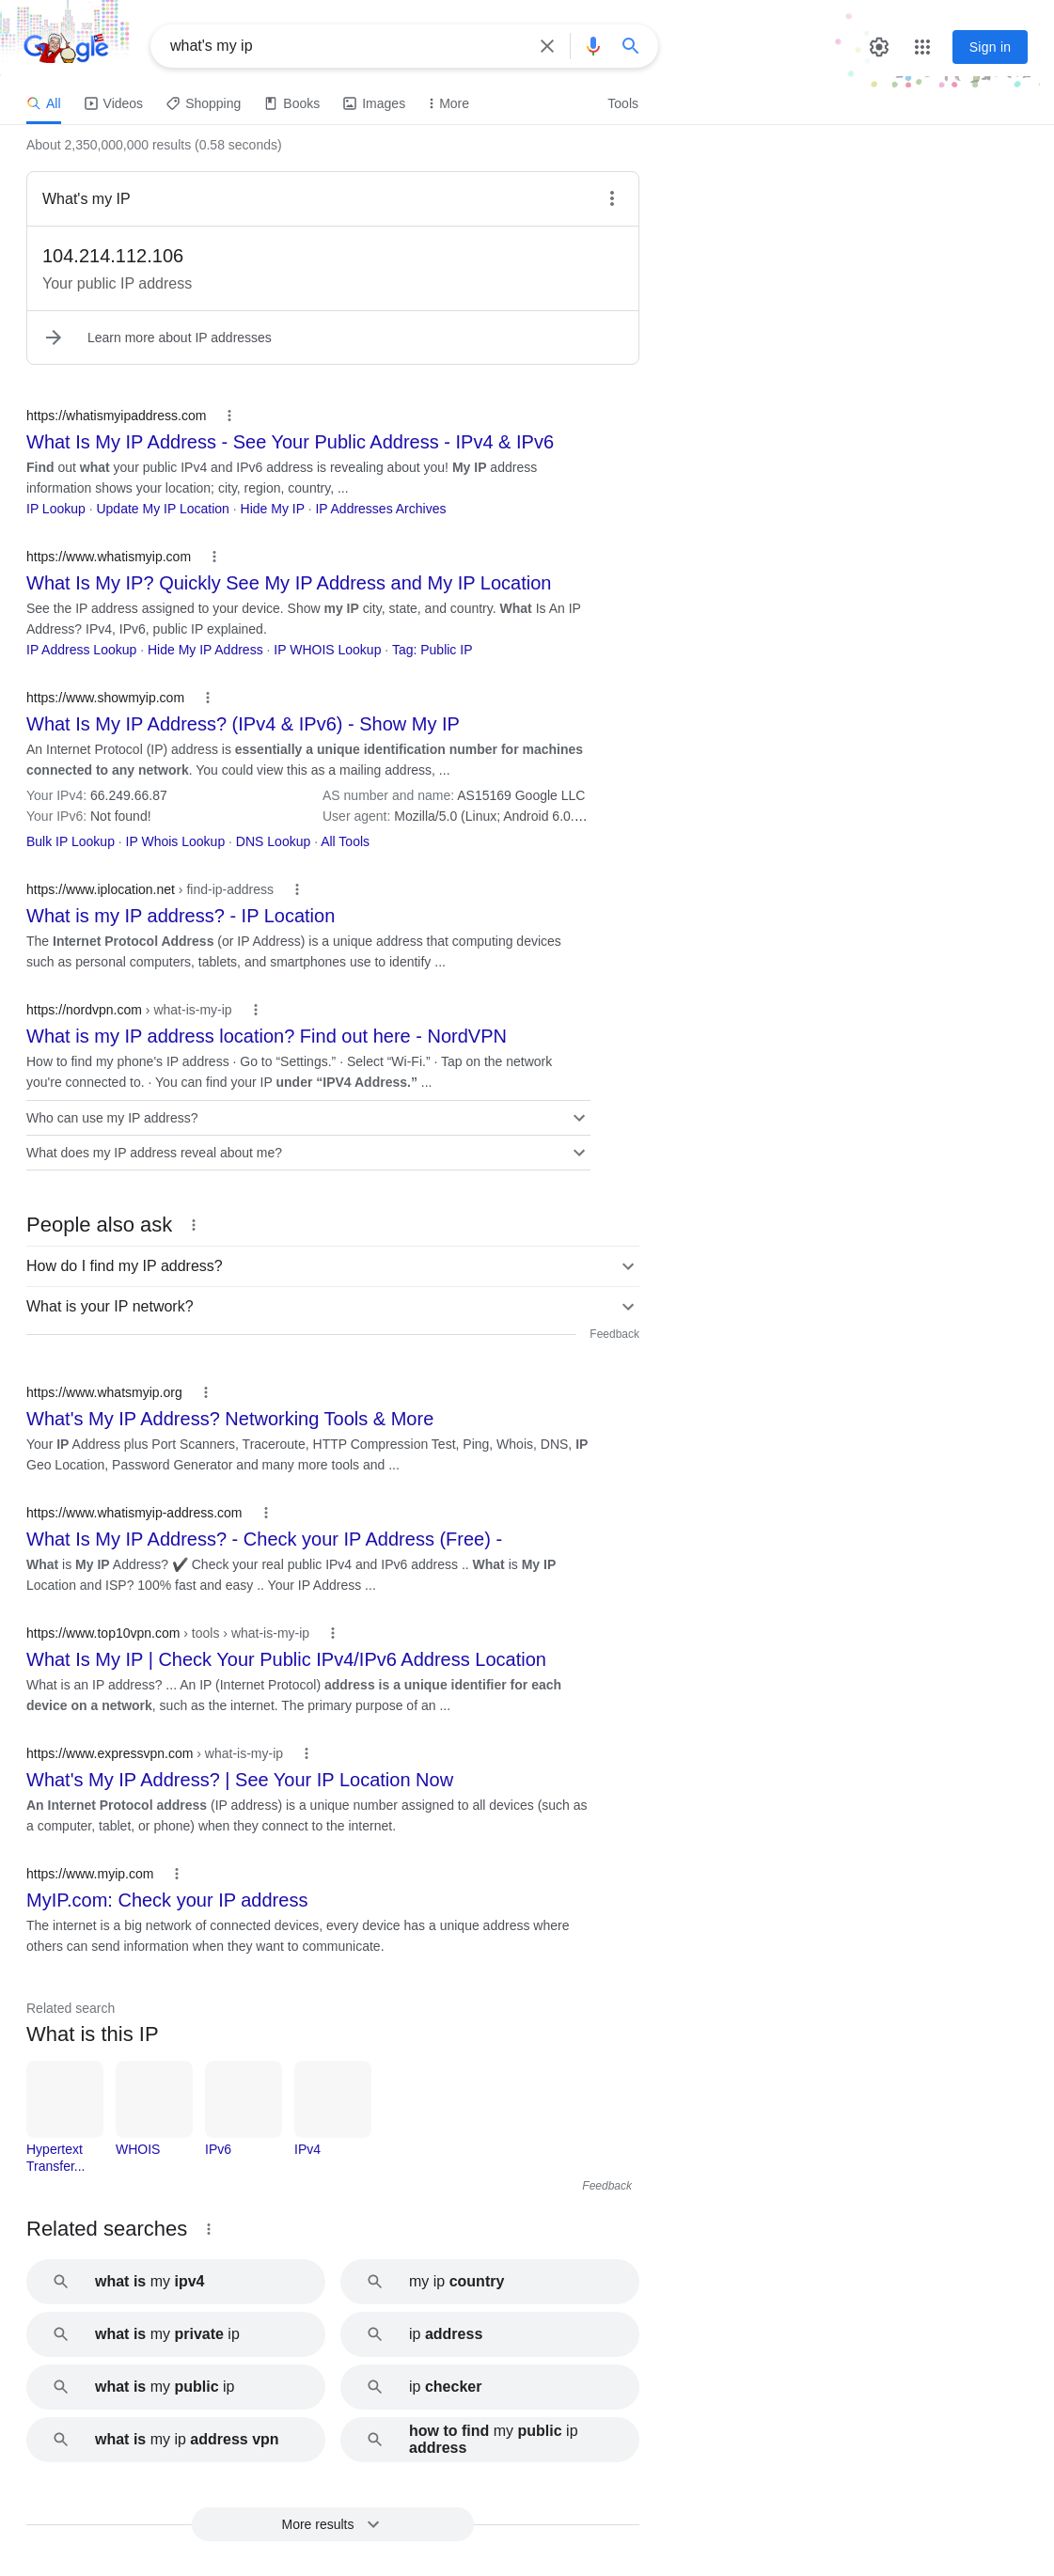 Google
what's my ip
Sign in
All
Videos
Shopping
Books
Images
More
Tools
About 2,350,000,000 results (0.58 seconds)
What's my IP
104.214.112.106
Your public IP address
Learn more about IP addresses
https://whatismyipaddress.com
What Is My IP Address - See Your Public Address - IPv4 & IPv6
Find out what your public IPv4 and IPv6 address is revealing about you! My IP address
information shows your location; city, region, country, ...
IP Lookup · Update My IP Location · Hide My IP · IP Addresses Archives
https://www.whatismyip.com
What Is My IP? Quickly See My IP Address and My IP Location
See the IP address assigned to your device. Show my IP city, state, and country. What Is An IP
Address? IPv4, IPv6, public IP explained.
IP Address Lookup · Hide My IP Address · IP WHOIS Lookup · Tag: Public IP
https://www.showmyip.com
What Is My IP Address? (IPv4 & IPv6) - Show My IP
An Internet Protocol (IP) address is essentially a unique identification number for machines
connected to any network. You could view this as a mailing address, ...
Your IPv4: 66.249.66.87
AS number and name: AS15169 Google LLC
Your IPv6: Not found!
User agent: Mozilla/5.0 (Linux; Android 6.0....
Bulk IP Lookup · IP Whois Lookup · DNS Lookup · All Tools
https://www.iplocation.net › find-ip-address
What is my IP address? - IP Location
The Internet Protocol Address (or IP Address) is a unique address that computing devices
such as personal computers, tablets, and smartphones use to identify ...
https://nordvpn.com › what-is-my-ip
What is my IP address location? Find out here - NordVPN
How to find my phone's IP address · Go to “Settings.” · Select “Wi-Fi.” · Tap on the network
you're connected to. · You can find your IP under “IPV4 Address.” ...
Who can use my IP address?
What does my IP address reveal about me?
People also ask
How do I find my IP address?
What is your IP network?
Feedback
https://www.whatsmyip.org
What's My IP Address? Networking Tools & More
Your IP Address plus Port Scanners, Traceroute, HTTP Compression Test, Ping, Whois, DNS, IP
Geo Location, Password Generator and many more tools and ...
https://www.whatismyip-address.com
What Is My IP Address? - Check your IP Address (Free) -
What is My IP Address? ✔ Check your real public IPv4 and IPv6 address .. What is My IP
Location and ISP? 100% fast and easy .. Your IP Address ...
https://www.top10vpn.com › tools › what-is-my-ip
What Is My IP | Check Your Public IPv4/IPv6 Address Location
What is an IP address? ... An IP (Internet Protocol) address is a unique identifier for each
device on a network, such as the internet. The primary purpose of an ...
https://www.expressvpn.com › what-is-my-ip
What's My IP Address? | See Your IP Location Now
An Internet Protocol address (IP address) is a unique number assigned to all devices (such as
a computer, tablet, or phone) when they connect to the internet.
https://www.myip.com
MyIP.com: Check your IP address
The internet is a big network of connected devices, every device has a unique address where
others can send information when they want to communicate.
Related search
What is this IP
Hypertext
Transfer...
WHOIS
IPv6
IPv4
Feedback
Related searches
what is my ipv4
my ip country
what is my private ip
ip address
what is my public ip
ip checker
what is my ip address vpn
how to find my public ip
address
More results